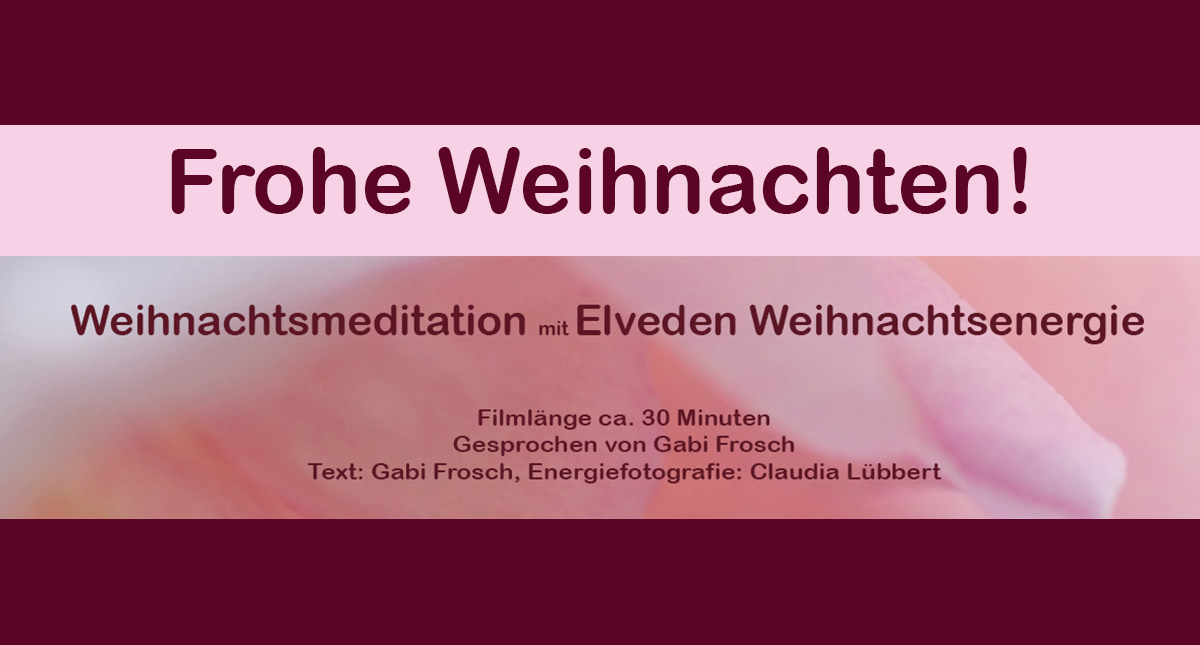 Frohe Weihnachten!
Weihnachtsmeditation mit Elveden Weihnachtsenergie
Filmlänge ca. 30 Minuten
Gesprochen von Gabi Frosch
Text: Gabi Frosch, Energiefotografie: Claudia Lübbert